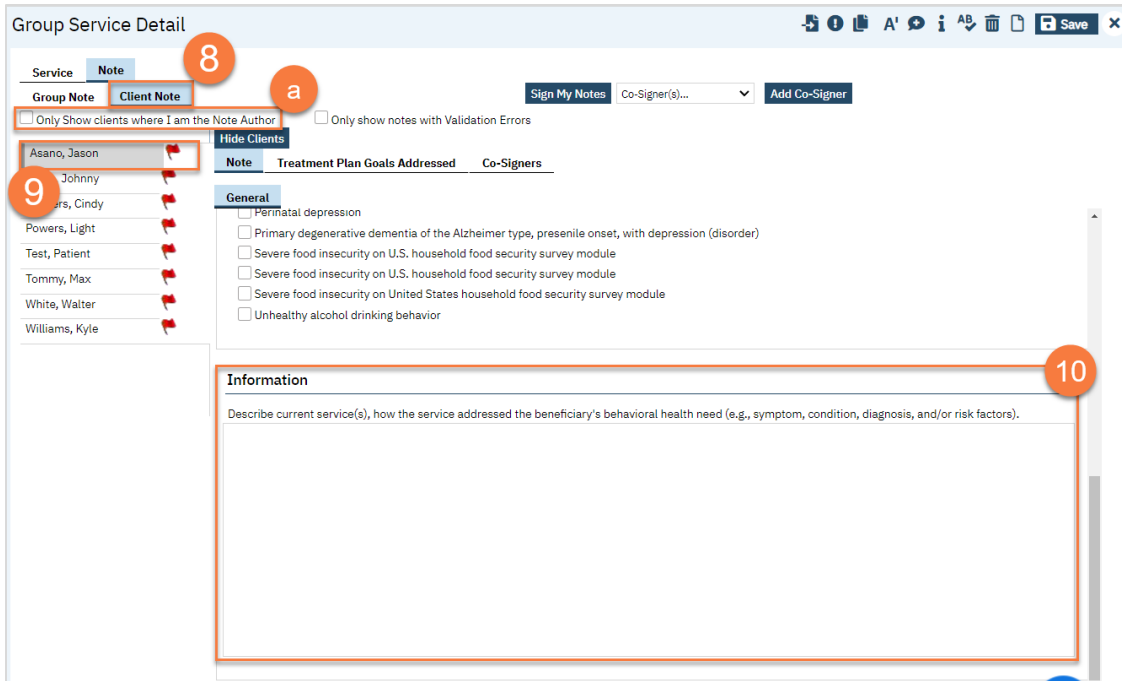 Group Service Detail
A' i AB Save X
8
Service Note
a
Group Note Client Note
Sign My Notes Co-Signer(s)... Add Co-Signer
Only Show clients where I am the Note Author
Only show notes with Validation Errors
Hide Clients
Asano, Jason
Note Treatment Plan Goals Addressed Co-Signers
Johnny
9
General
Cindy
Perinatal depression
Powers, Light
Primary degenerative dementia of the Alzheimer type, presenile onset, with depression (disorder)
Test, Patient
Severe food insecurity on U.S. household food security survey module
Tommy, Max
Severe food insecurity on U.S. household food security survey module
White, Walter
Severe food insecurity on United States household food security survey module
Williams, Kyle
Unhealthy alcohol drinking behavior
10
Information
Describe current service(s), how the service addressed the beneficiary's behavioral health need (e.g., symptom, condition, diagnosis, and/or risk factors).